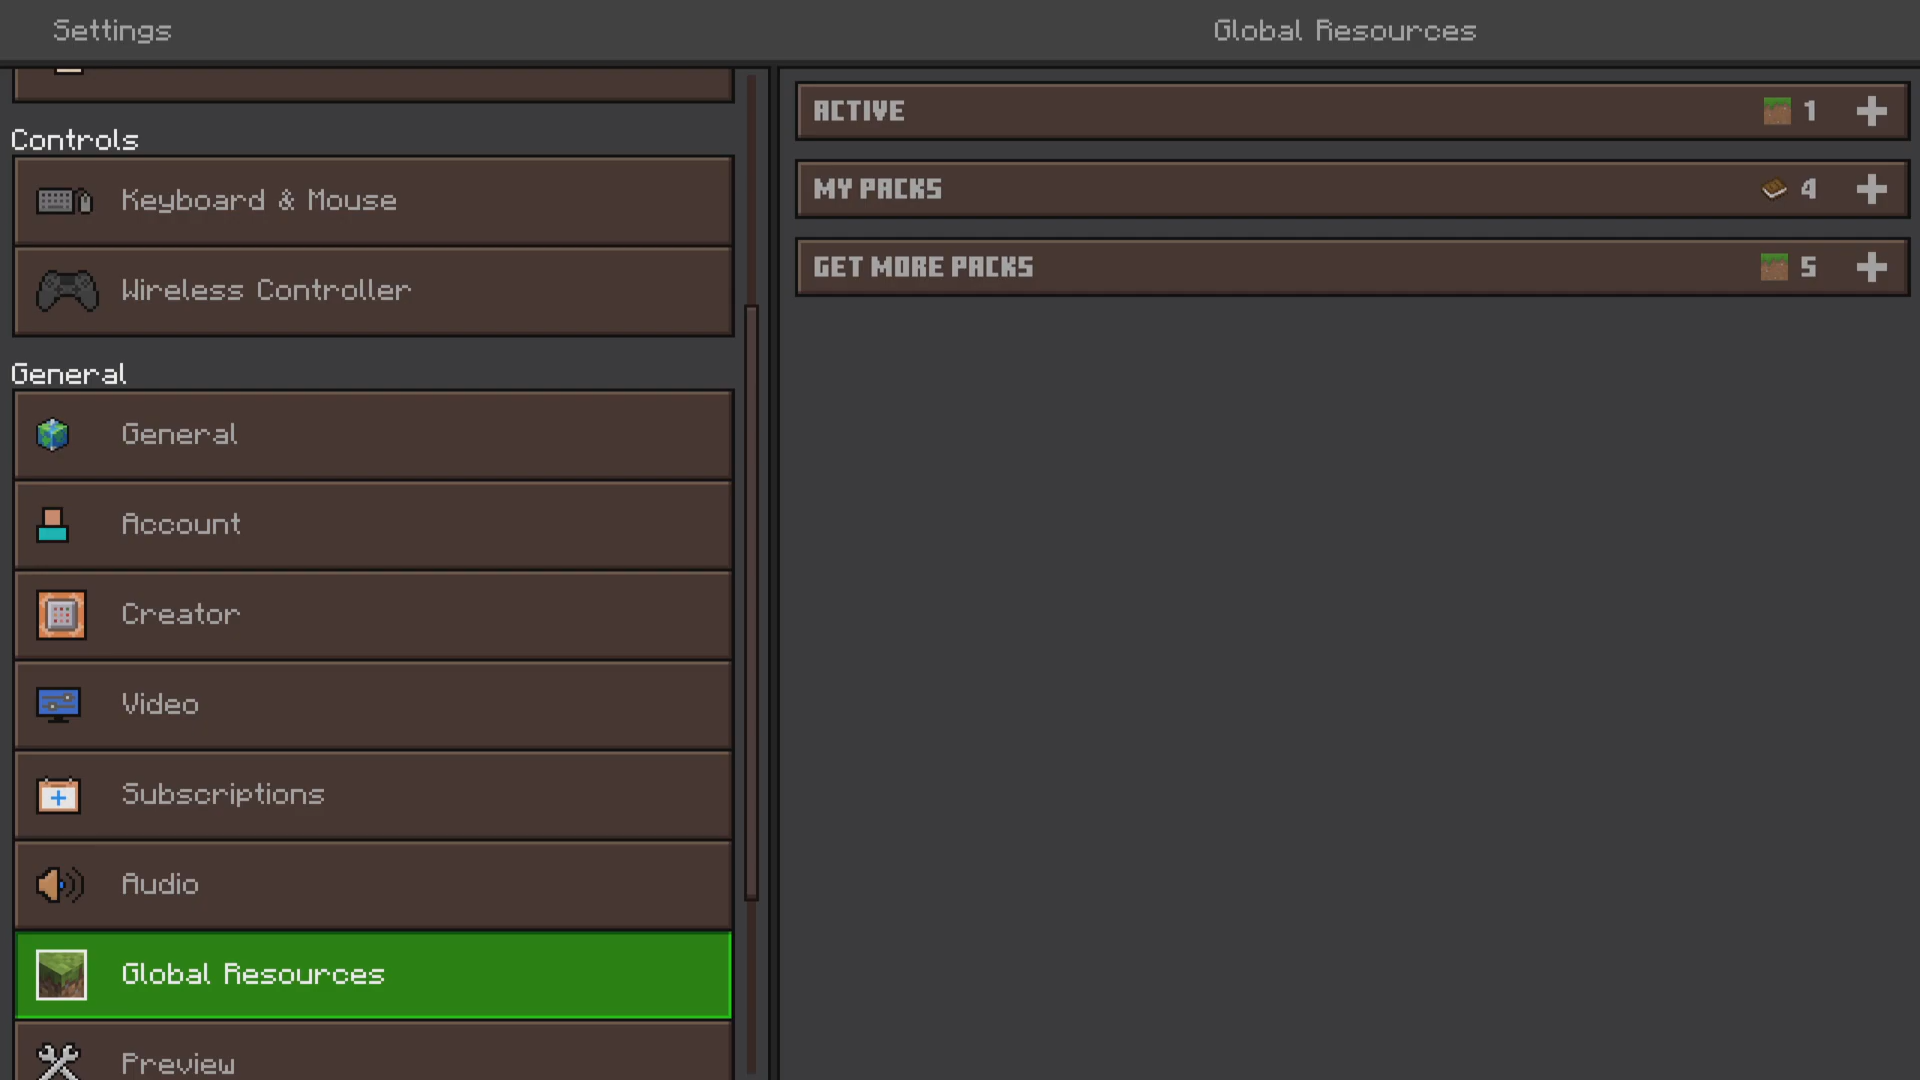 Settings
Global Resources
Controls
Keyboard & Mouse
Wireless Controller
General
General
Account
Creator
Video
Subscriptions
Audio
Global Resources
Preview
ACTIVE 1
MY PACKS 4
GET MORE PACKS 5